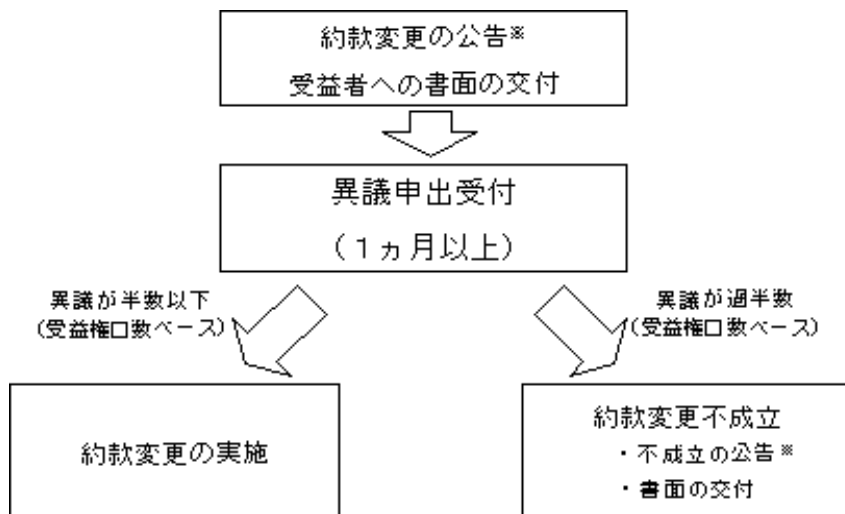 約款変更の公告※
受益者への書面の交付
異議申出受付
（１ヵ月以上）
異議が半数以下
（受益権口数ベース）
異議が過半数
（受益権口数ベース）
約款変更の実施
約款変更不成立
・不成立の公告※
・書面の交付